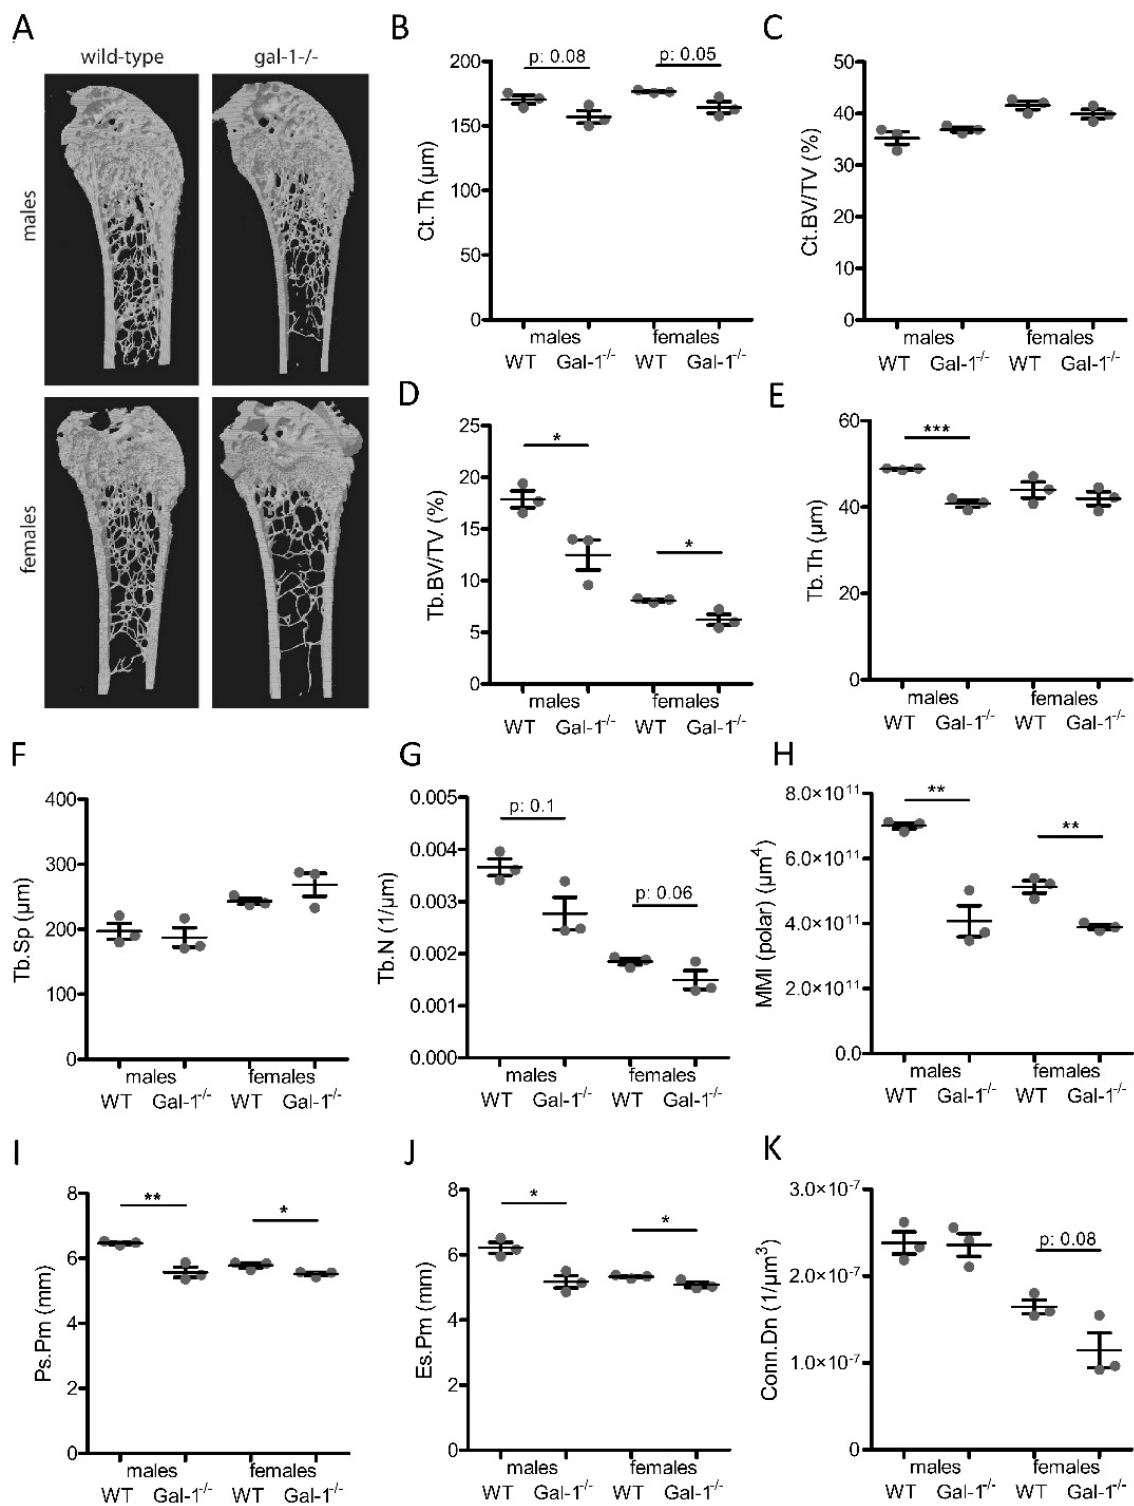 A
wild-type
gal-1-/-
males
females
B
p: 0.08
p: 0.05
200
150
100
50
0
Ct.Th (µm)
males
females
WT
Gal-1-/-
WT
Gal-1-/-
C
50
40
30
20
10
0
Ct.BV/TV (%)
males
females
WT
Gal-1-/-
WT
Gal-1-/-
D
*
*
25
20
15
10
5
0
Tb.BV/TV (%)
males
females
WT
Gal-1-/-
WT
Gal-1-/-
E
***
60
40
20
0
Tb.Th (µm)
males
females
WT
Gal-1-/-
WT
Gal-1-/-
F
400
300
200
100
0
Tb.Sp (µm)
males
females
WT
Gal-1-/-
WT
Gal-1-/-
G
p: 0.1
p: 0.06
0.005
0.004
0.003
0.002
0.001
0.000
Tb.N (1/µm)
males
females
WT
Gal-1-/-
WT
Gal-1-/-
H
**
**
8.0×10¹¹
6.0×10¹¹
4.0×10¹¹
2.0×10¹¹
0.0
MMI (polar) (µm⁴)
males
females
WT
Gal-1-/-
WT
Gal-1-/-
I
**
*
8
6
4
2
0
Ps.Pm (mm)
males
females
WT
Gal-1-/-
WT
Gal-1-/-
J
*
*
8
6
4
2
0
Es.Pm (mm)
males
females
WT
Gal-1-/-
WT
Gal-1-/-
K
p: 0.08
3.0×10⁻⁷
2.0×10⁻⁷
1.0×10⁻⁷
0
Conn.Dn (1/µm³)
males
females
WT
Gal-1-/-
WT
Gal-1-/-